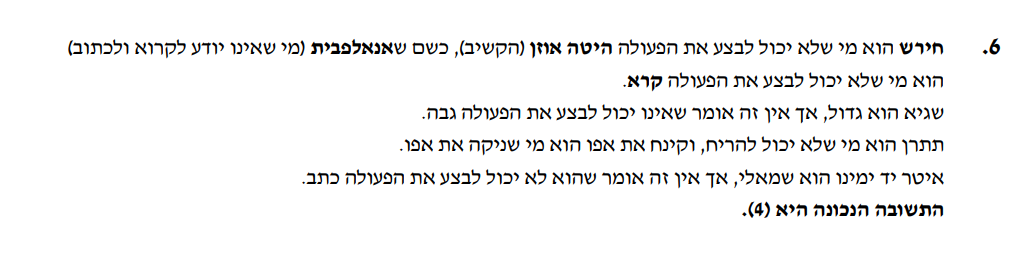 6. חירש הוא מי שלא יכול לבצע את הפעולה היטה אוזן (הקשיב), כשם שאנאלפבית (מי שאינו יודע לקרוא ולכתוב)
הוא מי שלא יכול לבצע את הפעולה קרא.
שגיא הוא גדול, אך אין זה אומר שאינו יכול לבצע את הפעולה גבה.
תתרן הוא מי שלא יכול להריח, וקינח את אפו הוא מי שניקה את אפו.
איטר יד ימינו הוא שמאלי, אך אין זה אומר שהוא לא יכול לבצע את הפעולה כתב.
התשובה הנכונה היא (4).